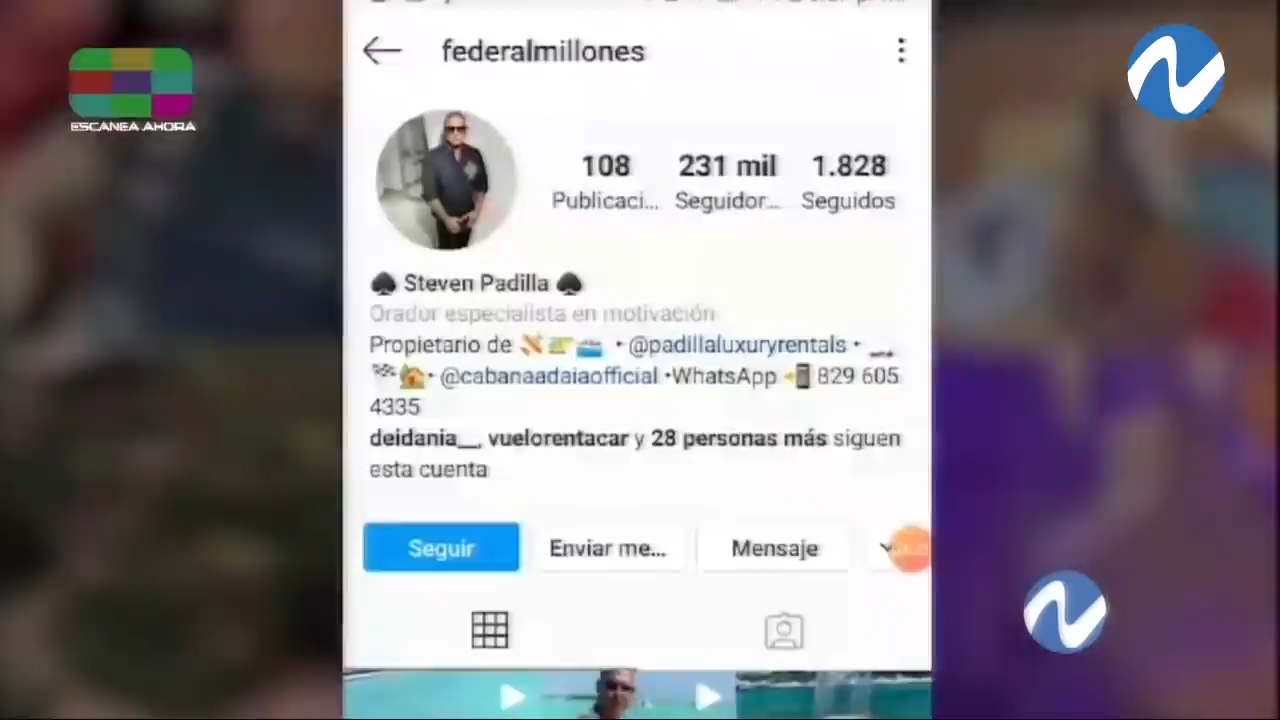 ESCANEA AHORA
federalmillones
108
231 mil
1.828
Publicaci...
Seguidor...
Seguidos
♠ Steven Padilla ♠
Orador especialista en motivación
Propietario de • @padillaluxuryrentals •
• @cabanaadaiaofficial •WhatsApp 829 605
4335
deidania__, vuelorentacar y 28 personas más siguen
esta cuenta
Seguir
Enviar me...
Mensaje